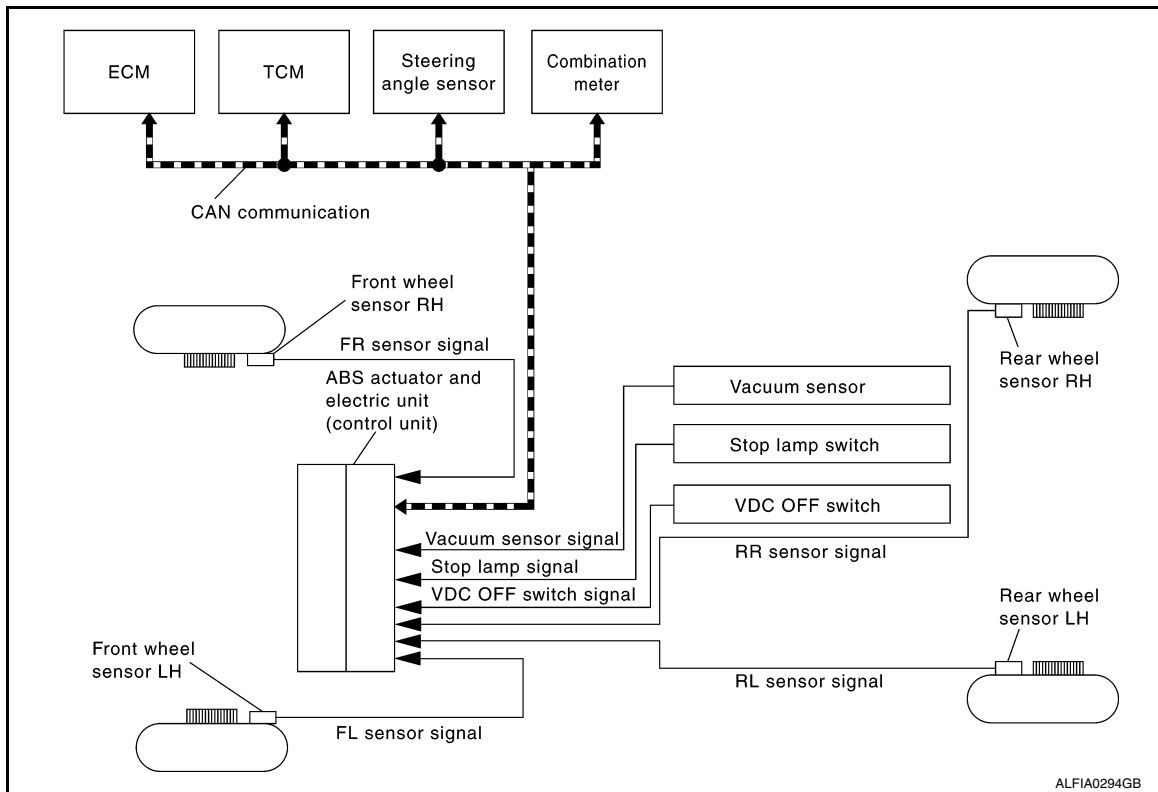 ECM
TCM
Steering
angle sensor
Combination
meter
CAN communication
Front wheel
sensor RH
FR sensor signal
ABS actuator and
electric unit
(control unit)
Rear wheel
sensor RH
Vacuum sensor
Stop lamp switch
VDC OFF switch
Vacuum sensor signal
RR sensor signal
Stop lamp signal
VDC OFF switch signal
Rear wheel
sensor LH
Front wheel
sensor LH
RL sensor signal
FL sensor signal
ALFIA0294GB